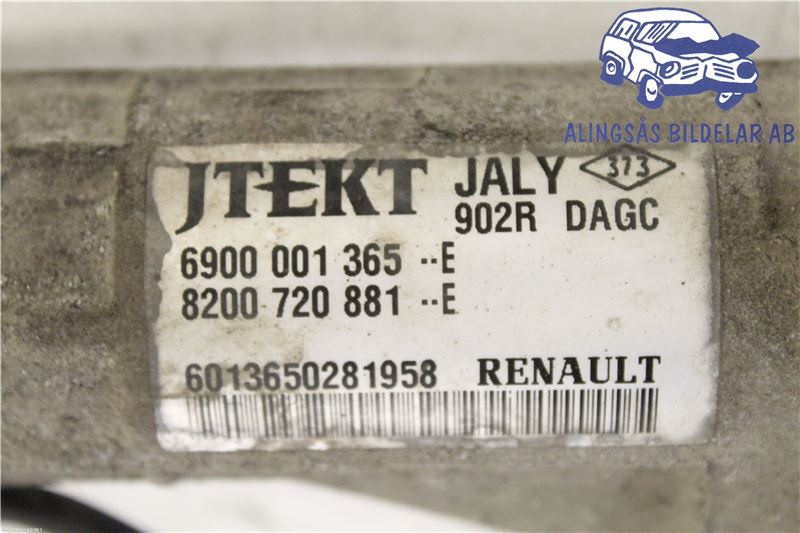 ALINGSÅS BILDELAR AB
JTEKT JALY 373
902R DAGC
6900 001 365 --E
8200 720 881 --E
6013650281958 RENAULT